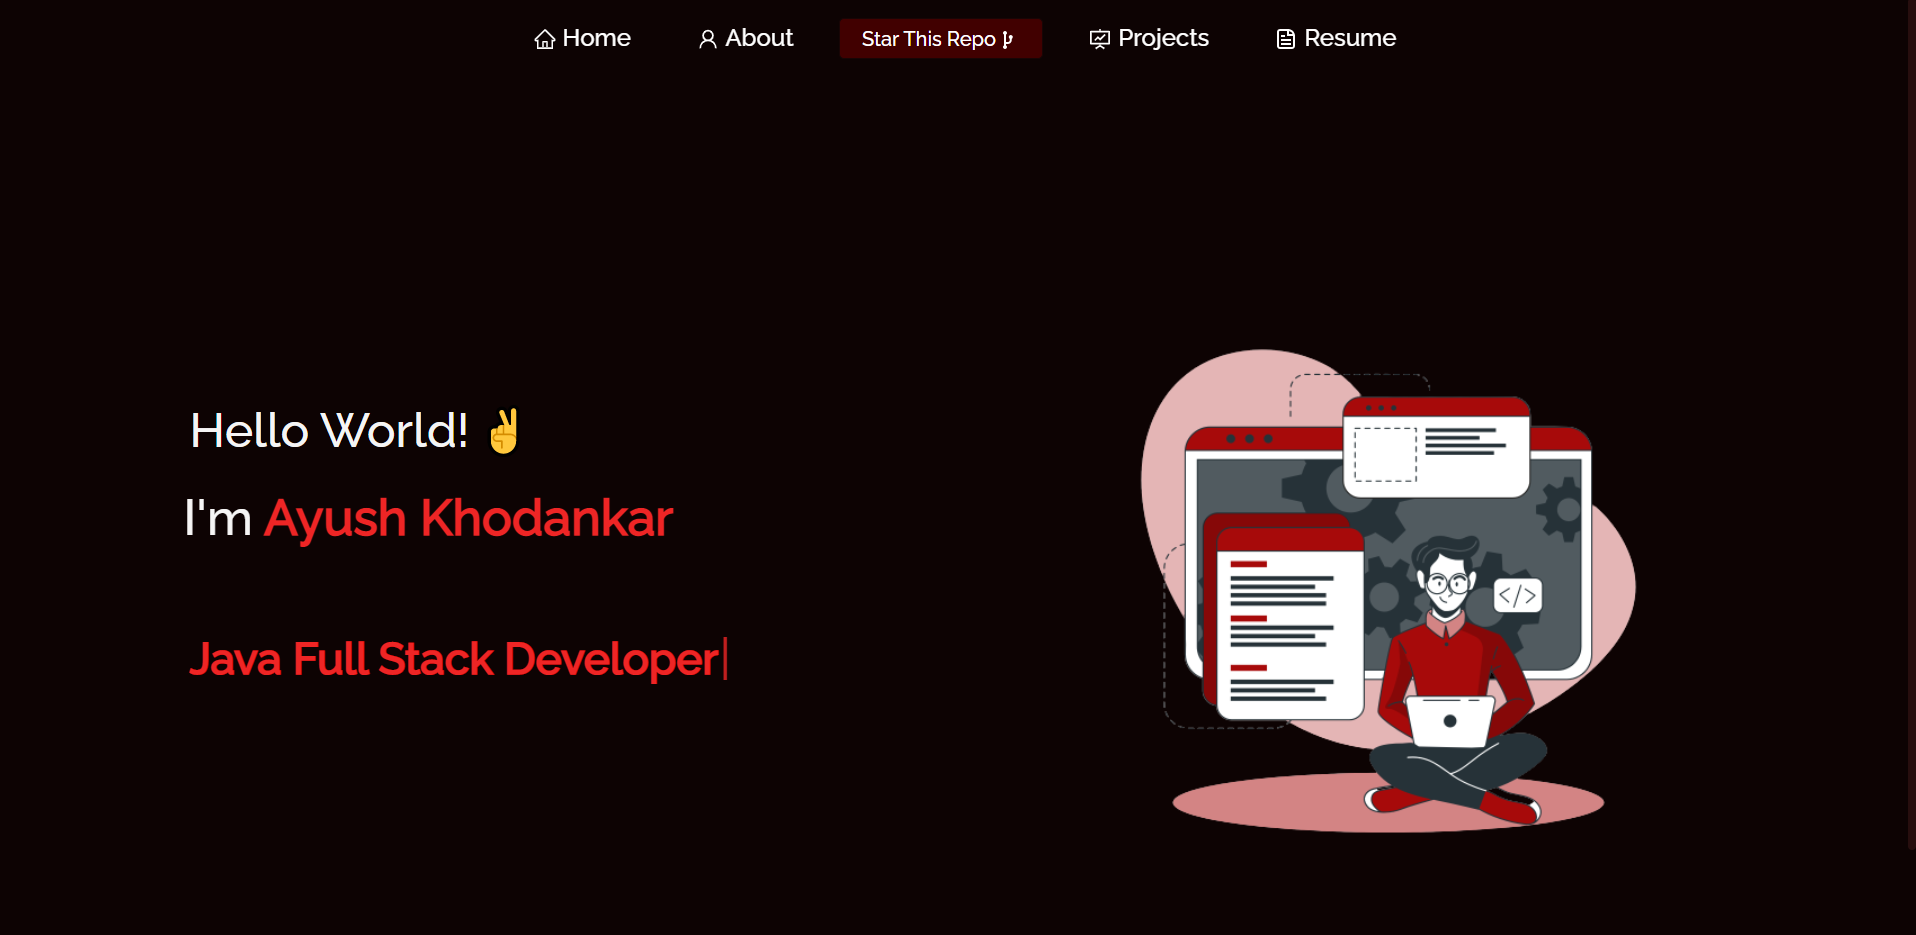 Home
About
Star This Repo
Projects
Resume
Hello World! ✌
I'm Ayush Khodankar
Java Full Stack Developer|
</>